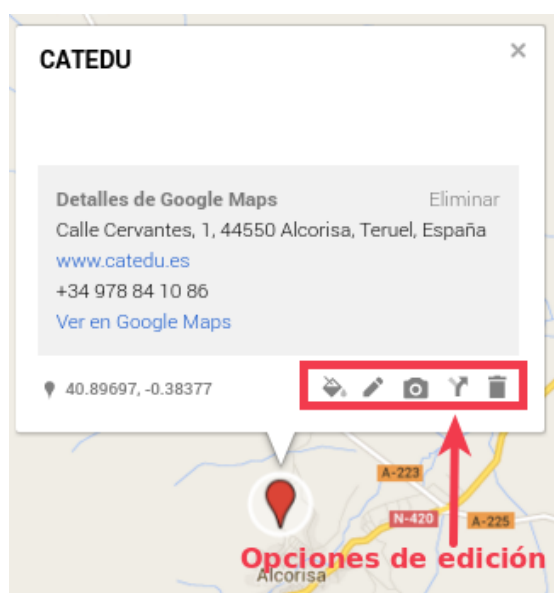 CATEDU
×
Detalles de Google Maps Eliminar
Calle Cervantes, 1, 44550 Alcorisa, Teruel, España
www.catedu.es
+34 978 84 10 86
Ver en Google Maps
40.89697, -0.38377
A-223
N-420
A-225
Opciones de edición
Alcorisa